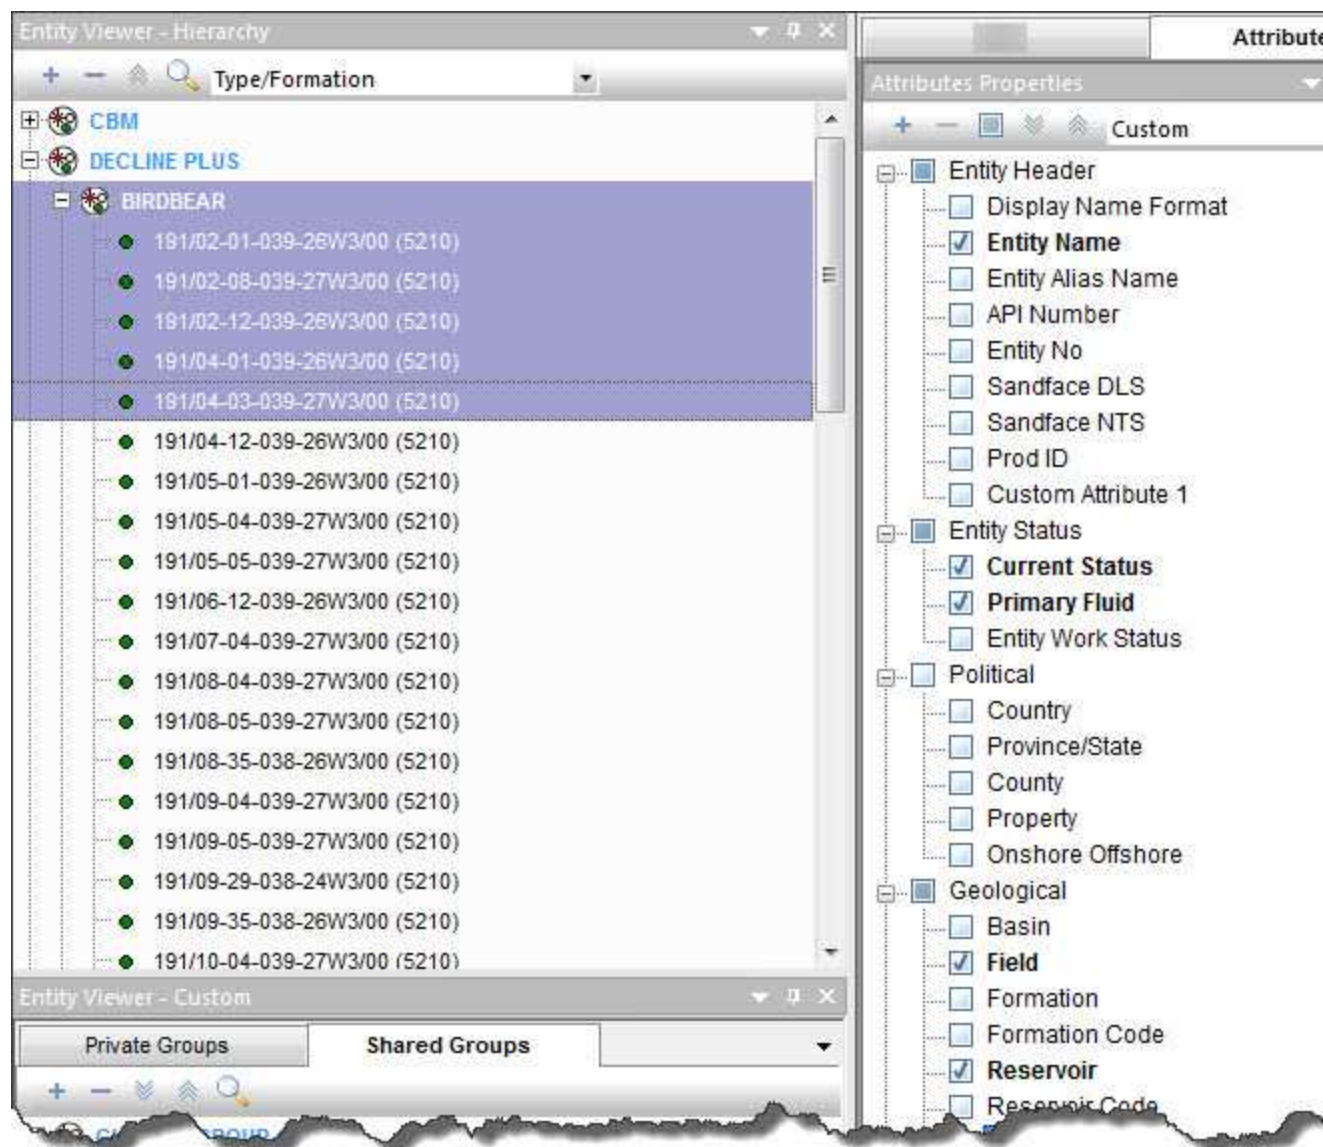 Entity Viewer - Hierarchy
Type/Formation
CBM
DECLINE PLUS
BIRDBEAR
191/02-01-039-26W3/00 (5210)
191/02-08-039-27W3/00 (5210)
191/02-12-039-26W3/00 (5210)
191/04-01-039-26W3/00 (5210)
191/04-03-039-27W3/00 (5210)
191/04-12-039-26W3/00 (5210)
191/05-01-039-26W3/00 (5210)
191/05-04-039-27W3/00 (5210)
191/05-05-039-27W3/00 (5210)
191/06-12-039-26W3/00 (5210)
191/07-04-039-27W3/00 (5210)
191/08-04-039-27W3/00 (5210)
191/08-05-039-27W3/00 (5210)
191/08-35-038-26W3/00 (5210)
191/09-04-039-27W3/00 (5210)
191/09-05-039-27W3/00 (5210)
191/09-29-038-24W3/00 (5210)
191/09-35-038-26W3/00 (5210)
191/10-04-039-27W3/00 (5210)
Entity Viewer - Custom
Private Groups
Shared Groups
Attribute
Attributes Properties
Custom
Entity Header
Display Name Format
Entity Name
Entity Alias Name
API Number
Entity No
Sandface DLS
Sandface NTS
Prod ID
Custom Attribute 1
Entity Status
Current Status
Primary Fluid
Entity Work Status
Political
Country
Province/State
County
Property
Onshore Offshore
Geological
Basin
Field
Formation
Formation Code
Reservoir
Reservoir Code